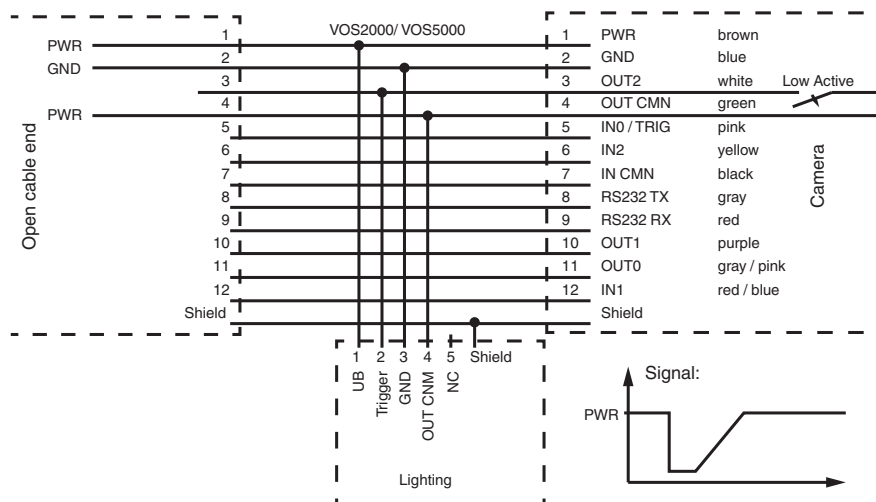 VOS2000/ VOS5000
PWR 1 1 PWR brown
GND 2 2 GND blue
3 3 OUT2 white Low Active
PWR 4 4 OUT CMN green
5 5 IN0 / TRIG pink
6 6 IN2 yellow
7 7 IN CMN black
8 8 RS232 TX gray
9 9 RS232 RX red
10 10 OUT1 purple
11 11 OUT0 gray / pink
12 12 IN1 red / blue
Shield Shield
Open cable end
Camera
1 2 3 4 5 Shield
UB
Trigger
GND
OUT CNM
NC
Lighting
Signal:
PWR